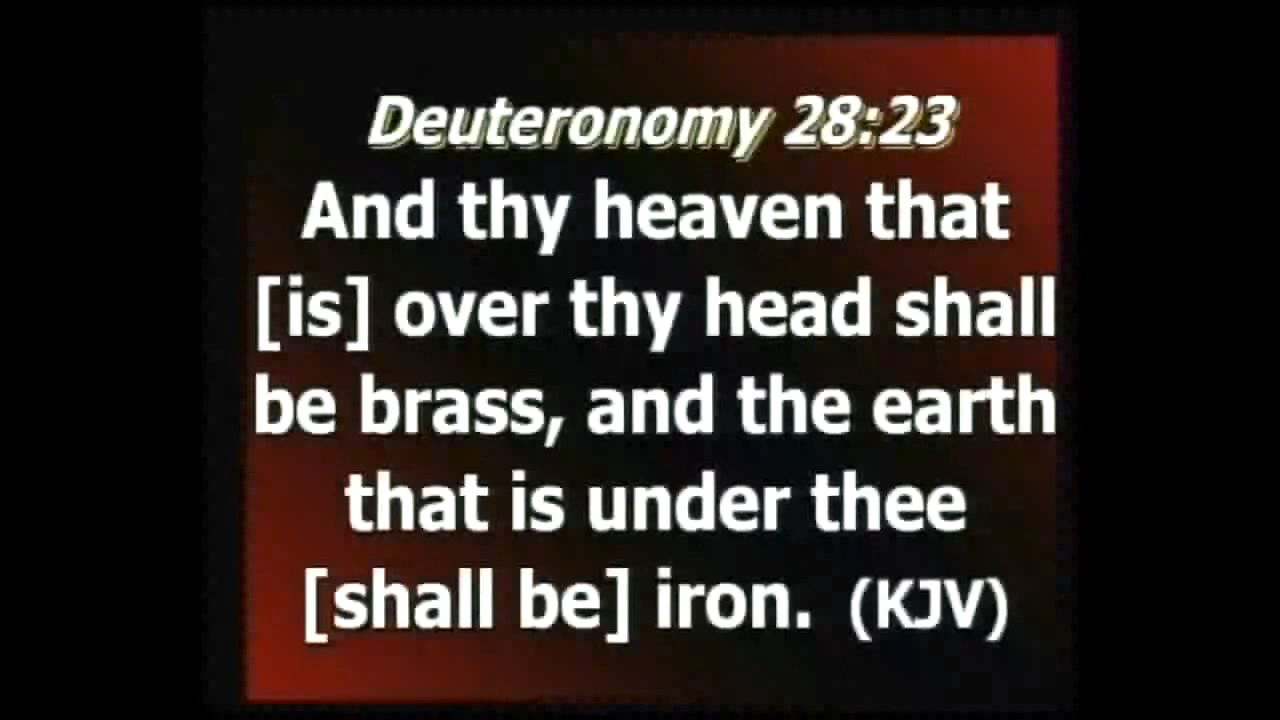 Deuteronomy 28:23
And thy heaven that
[is] over thy head shall
be brass, and the earth
that is under thee
[shall be] iron. (KJV)